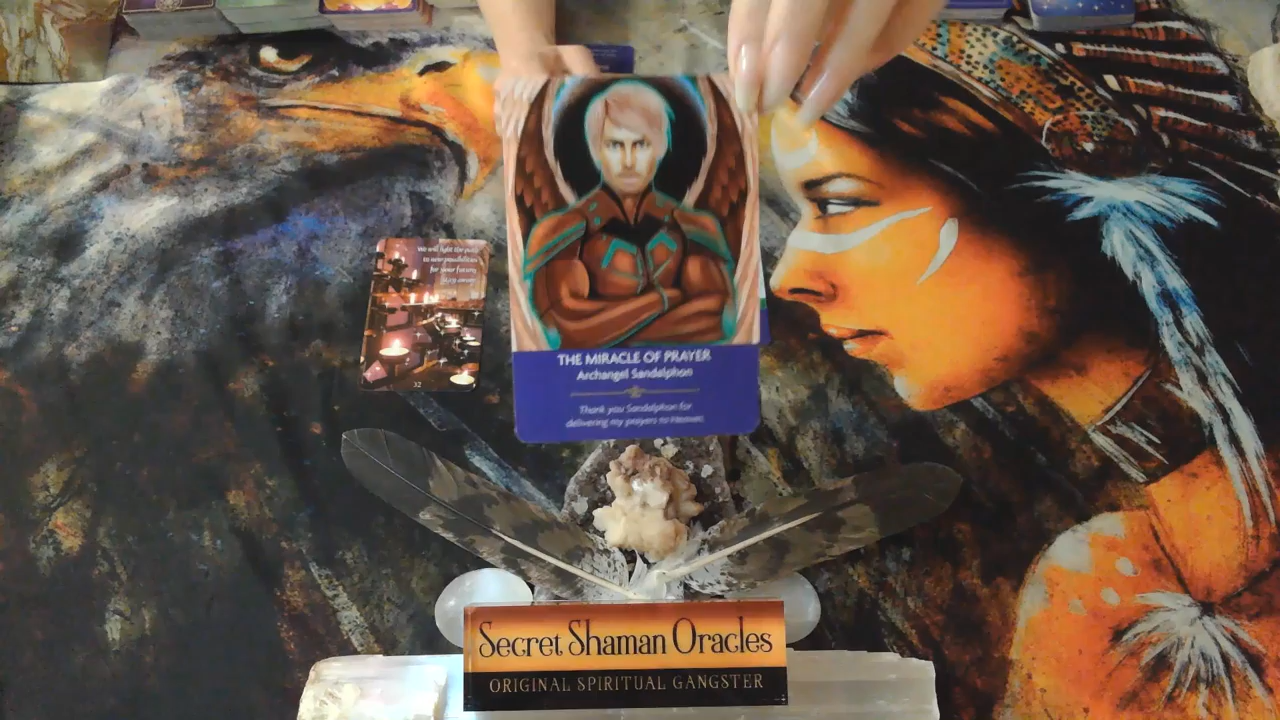 We will light the path
to new possibilities
for your future.
32
THE MIRACLE OF PRAYER
Archangel Sandalphon
Thank you Sandalphon for
delivering my prayers to Heaven.
Secret Shaman Oracles
ORIGINAL SPIRITUAL GANGSTER